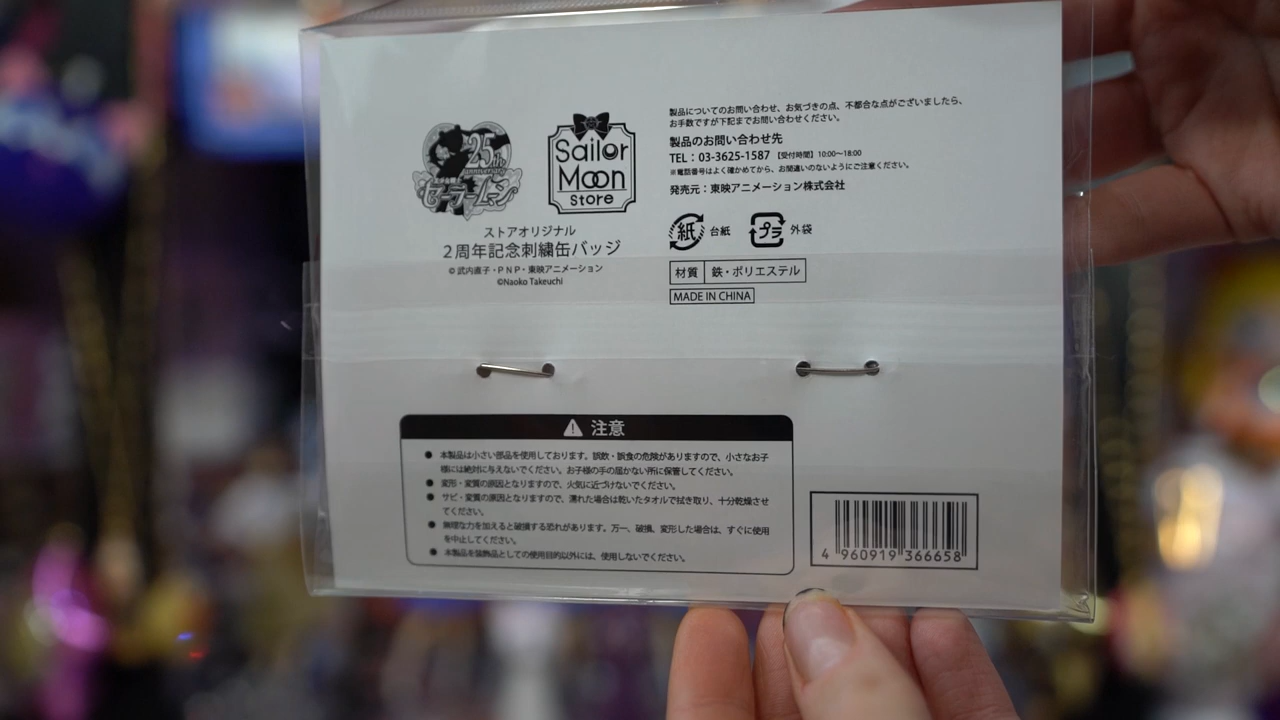 25th
anniversary
美少女戦士
セーラームーン
Sailor
Moon
store
ストアオリジナル
2周年記念刺繍缶バッジ
© 武内直子・PNP・東映アニメーション
©Naoko Takeuchi
製品についてのお問い合わせ、お気づきの点、不都合な点がございましたら、
お手数ですが下記までお問い合わせください。
製品のお問い合わせ先
TEL：03-3625-1587 【受付時間】10:00〜18:00
※電話番号はよく確かめてから、お間違いのないようにご注意ください。
発売元：東映アニメーション株式会社
紙 台紙 プラ 外袋
材質 鉄・ポリエステル
MADE IN CHINA
注意
● 本製品は小さい部品を使用しております。誤飲・誤食の危険がありますので、小さなお子
様には絶対に与えないでください。お子様の手の届かない所に保管してください。
● 変形・変質の原因となりますので、火気に近づけないでください。
● サビ・変質の原因となりますので、濡れた場合は乾いたタオルで拭き取り、十分乾燥させ
てください。
● 無理な力を加えると破損する恐れがあります。万一、破損、変形した場合は、すぐに使用
を中止してください。
● 本製品を装飾品としての使用目的以外には、使用しないでください。
4 960919 366658